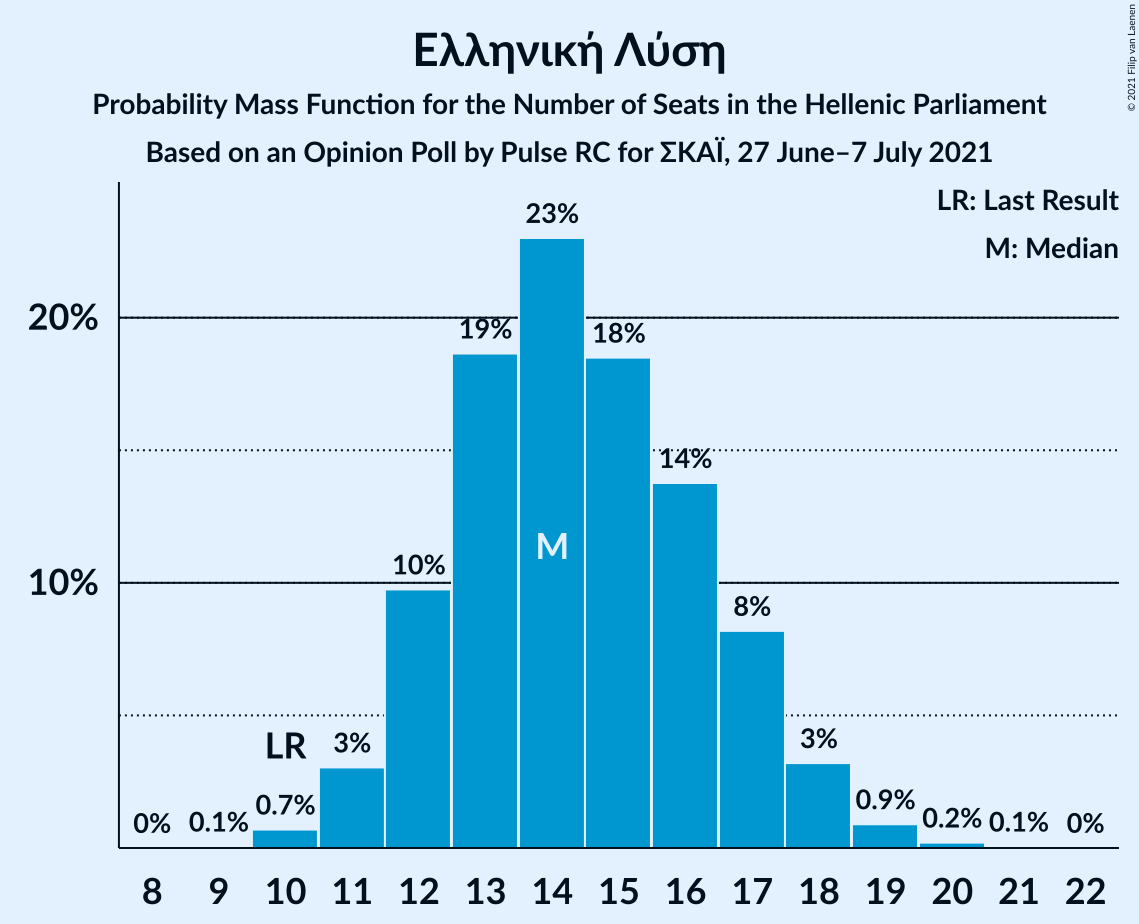 © 2021 Filip van Laenen
Ελληνική Λύση
Probability Mass Function for the Number of Seats in the Hellenic Parliament
Based on an Opinion Poll by Pulse RC for ΣΚΑΪ, 27 June–7 July 2021
LR: Last Result
M: Median
23%
20%
19%
18%
14%
M
10%
10%
8%
LR
3%
3%
0.7%
0.9%
0%
0.1%
0.2%
0.1%
0%
8 9 10 11 12 13 14 15 16 17 18 19 20 21 22